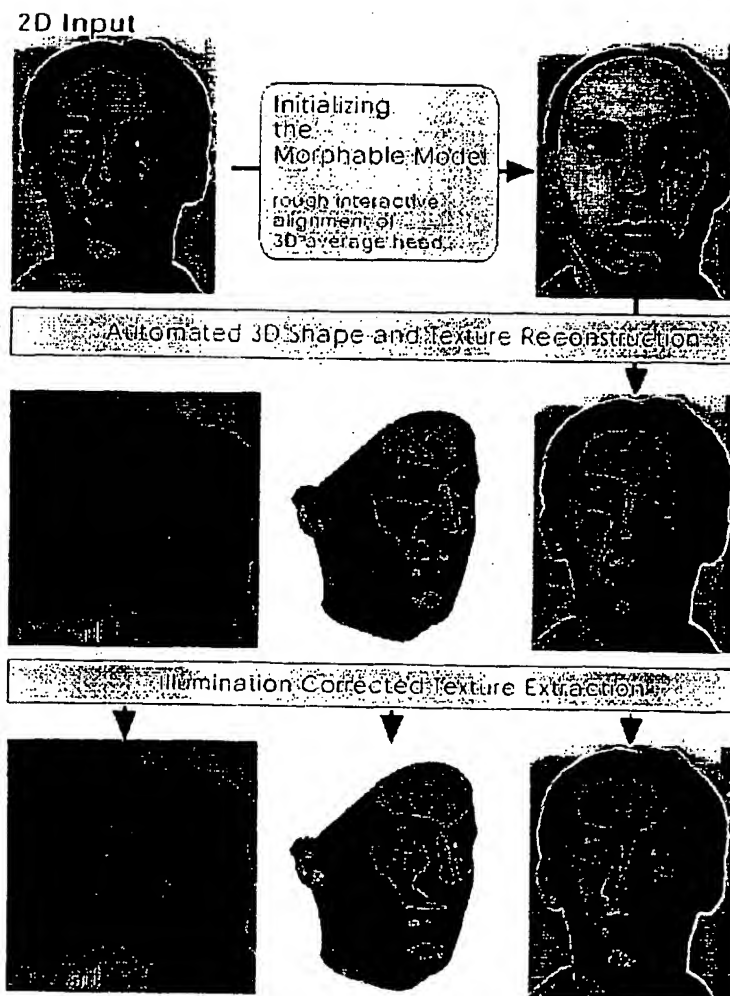 2D Input
Initializing
the
Morphable Model
rough interactive
alignment of
3D average head
Automated 3D Shape and Texture Reconstruction
Illumination Corrected Texture Extraction